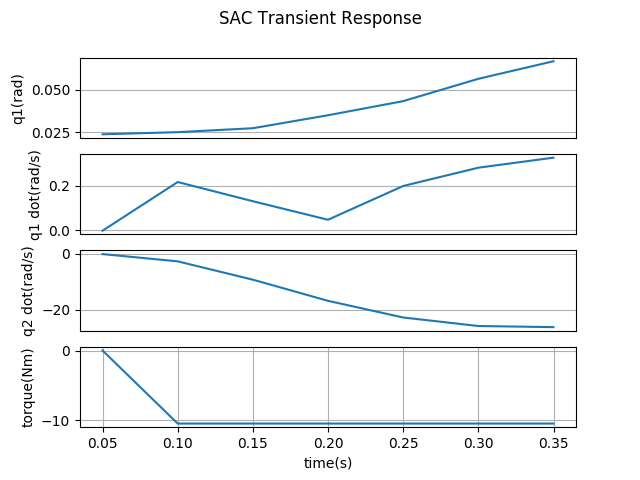 SAC Transient Response
q1(rad)
0.050
0.025
q1 dot(rad/s)
0.2
0.0
q2 dot(rad/s)
0
−20
torque(Nm)
0
−10
0.05 0.10 0.15 0.20 0.25 0.30 0.35
time(s)